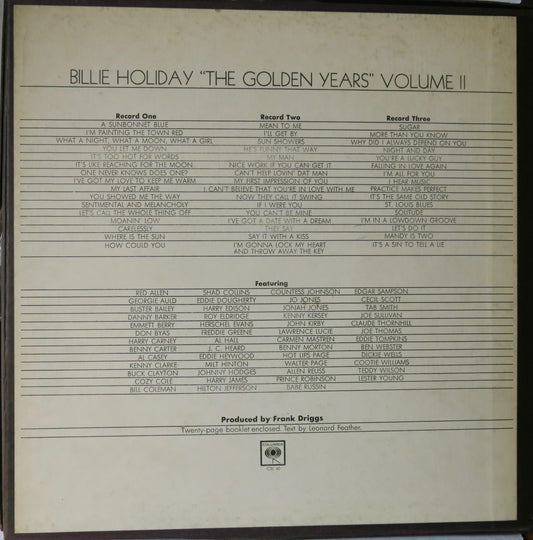 BILLIE HOLIDAY "THE GOLDEN YEARS" VOLUME II
Record One
A SUNBONNET BLUE
I'M PAINTING THE TOWN RED
WHAT A NIGHT, WHAT A MOON, WHAT A GIRL
YOU LET ME DOWN
IT'S TOO HOT FOR WORDS
IT'S LIKE REACHING FOR THE MOON
ONE NEVER KNOWS DOES ONE?
I'VE GOT MY LOVE TO KEEP ME WARM
MY LAST AFFAIR
YOU SHOWED ME THE WAY
SENTIMENTAL AND MELANCHOLY
LET'S CALL THE WHOLE THING OFF
MOANIN' LOW
CARELESSLY
WHERE IS THE SUN
HOW COULD YOU
Record Two
MEAN TO ME
I'LL GET BY
SUN SHOWERS
HE'S FUNNY THAT WAY
MY MAN
NICE WORK IF YOU CAN GET IT
CAN'T HELP LOVIN' DAT MAN
MY FIRST IMPRESSION OF YOU
I CAN'T BELIEVE THAT YOU'RE IN LOVE WITH ME
NOW THEY CALL IT SWING
IF I WERE YOU
YOU CAN'T BE MINE
I'VE GOT A DATE WITH A DREAM
THEY SAY
SAY IT WITH A KISS
I'M GONNA LOCK MY HEART
AND THROW AWAY THE KEY
Record Three
SUGAR
MORE THAN YOU KNOW
WHY DID I ALWAYS DEPEND ON YOU
NIGHT AND DAY
YOU'RE A LUCKY GUY
FALLING IN LOVE AGAIN
I'M ALL FOR YOU
I HEAR MUSIC
PRACTICE MAKES PERFECT
IT'S THE SAME OLD STORY
ST. LOUIS BLUES
SOLITUDE
I'M IN A LOWDOWN GROOVE
LET'S DO IT
MANDY IS TWO
IT'S A SIN TO TELL A LIE
Featuring
RED ALLEN
GEORGIE AULD
BUSTER BAILEY
DANNY BARKER
EMMETT BERRY
DON BYAS
HARRY CARNEY
BENNY CARTER
AL CASEY
KENNY CLARKE
BUCK CLAYTON
COZY COLE
BILL COLEMAN
SHAD COLLINS
EDDIE DOUGHERTY
HARRY EDISON
ROY ELDRIDGE
HERSCHEL EVANS
FREDDIE GREENE
AL HALL
J. C. HEARD
EDDIE HEYWOOD
MILT HINTON
JOHNNY HODGES
HARRY JAMES
HILTON JEFFERSON
COUNTESS JOHNSON
JO JONES
JONAH JONES
KENNY KERSEY
JOHN KIRBY
LAWRENCE LUCIE
CARMEN MASTREN
BENNY MORTON
HOT LIPS PAGE
WALTER PAGE
ALLEN REUSS
PRINCE ROBINSON
BABE RUSSIN
EDGAR SAMPSON
CECIL SCOTT
TAB SMITH
JOE SULLIVAN
CLAUDE THORNHILL
JOE THOMAS
EDDIE TOMPKINS
BEN WEBSTER
DICKIE WELLS
COOTIE WILLIAMS
TEDDY WILSON
LESTER YOUNG
Produced by Frank Driggs
Twenty-page booklet enclosed. Text by Leonard Feather.
COLUMBIA
C3L 40